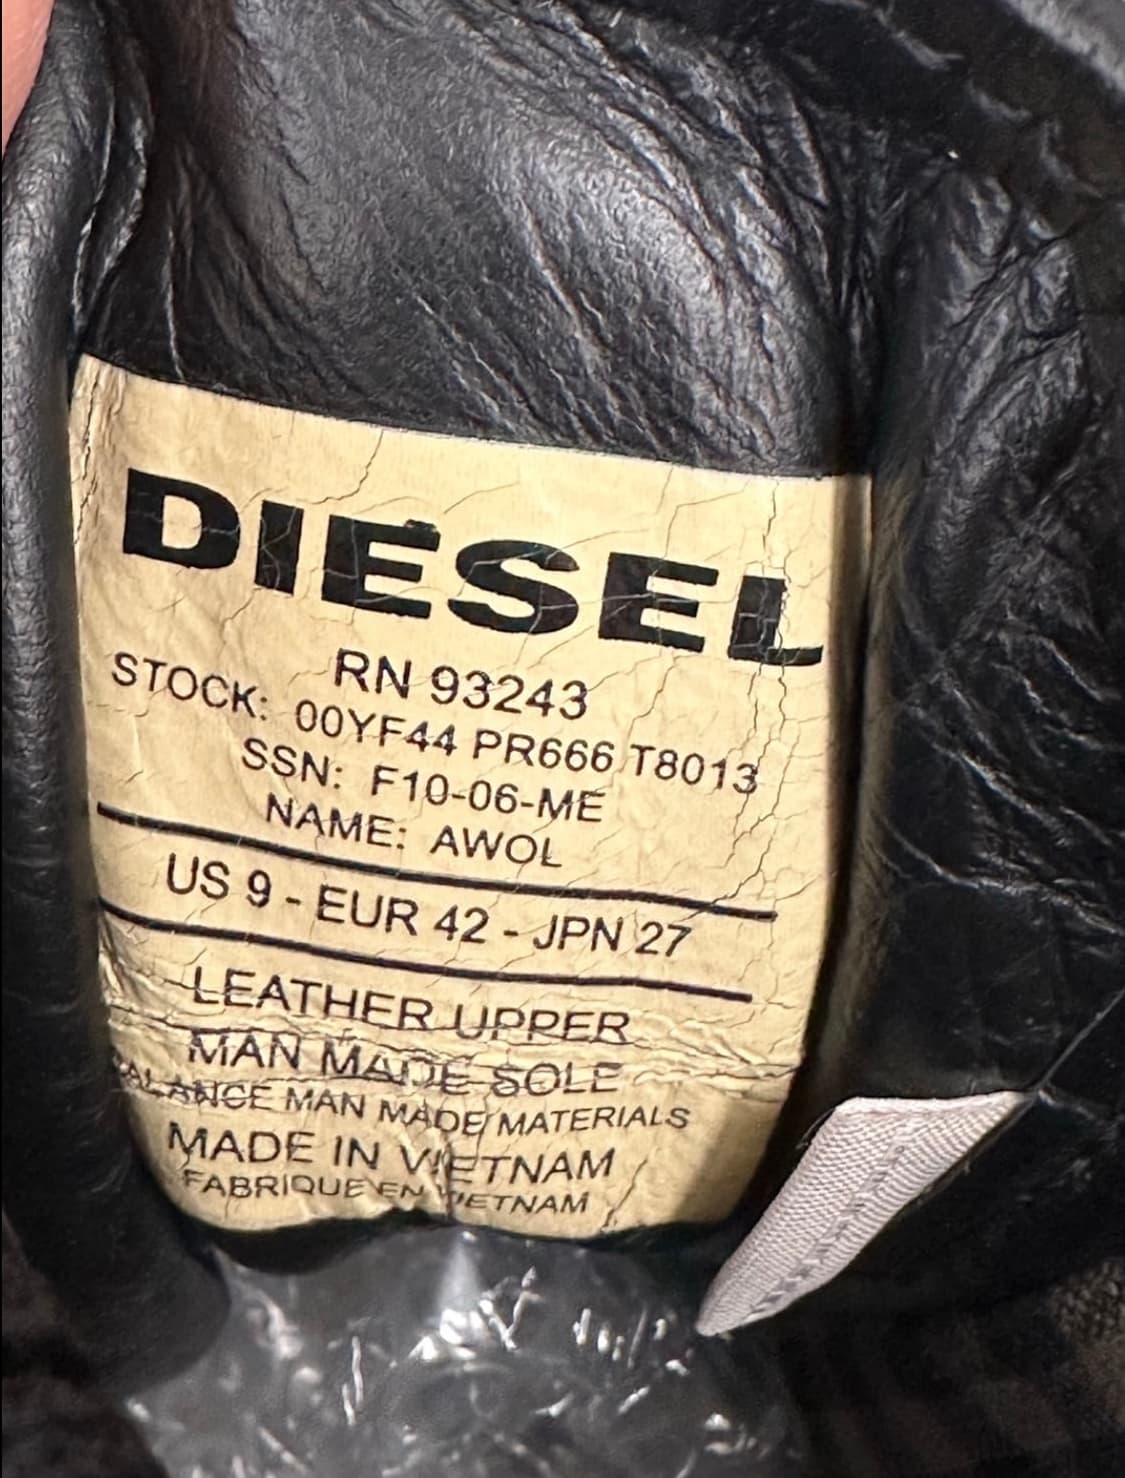 DIESEL
RN 93243
STOCK: 00YF44 PR666 T8013
SSN: F10-06-ME
NAME: AWOL
US 9 - EUR 42 - JPN 27
LEATHER UPPER
MAN MADE SOLE
BALANCE MAN MADE MATERIALS
MADE IN VIETNAM
FABRIQUE EN VIETNAM